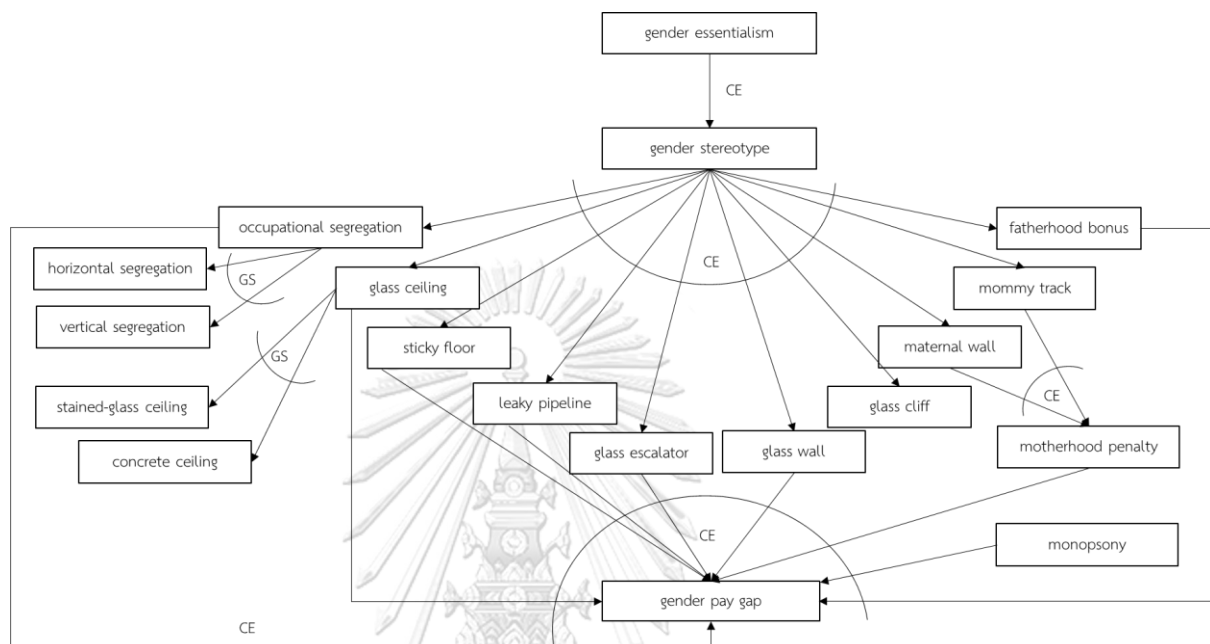 gender essentialism
CE
gender stereotype
occupational segregation
fatherhood bonus
horizontal segregation
GS
glass ceiling
CE
mommy track
vertical segregation
sticky floor
maternal wall
GS
stained-glass ceiling
leaky pipeline
glass cliff
CE
concrete ceiling
glass escalator
glass wall
motherhood penalty
CE
monopsony
gender pay gap
CE